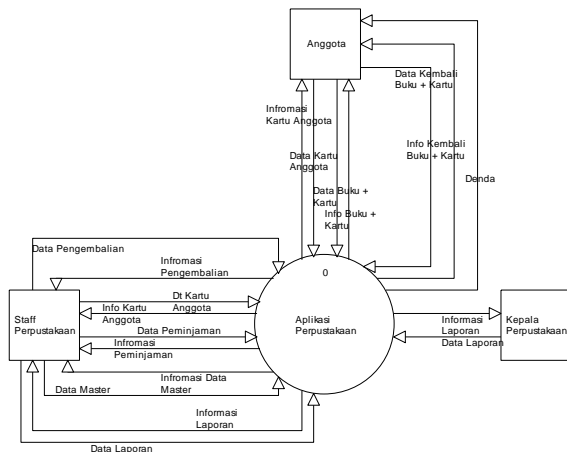 Anggota
Data Kembali
Buku + Kartu
Infromasi
Kartu Anggota
Info Kembali
Buku + Kartu
Data Kartu
Anggota
Denda
Data Buku +
Kartu
Info Buku +
Kartu
Data Pengembalian
Infromasi
Pengembalian
0
Dt Kartu
Anggota
Info Kartu
Anggota
Staff
Perpustakaan
Aplikasi
Perpustakaan
Informasi
Laporan
Kepala
Perpustakaan
Data Peminjaman
Data Laporan
Infromasi
Peminjaman
Infromasi Data
Master
Data Master
Informasi
Laporan
Data Laporan